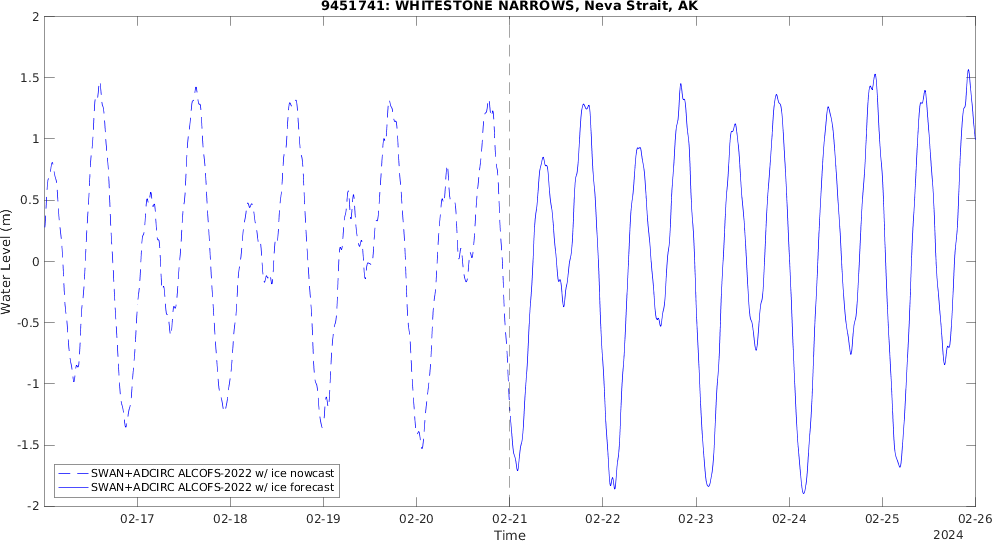 9451741: WHITESTONE NARROWS, Neva Strait, AK
Water Level (m)
2
1.5
1
0.5
0
-0.5
-1
-1.5
-2
SWAN+ADCIRC ALCOFS-2022 w/ ice nowcast
SWAN+ADCIRC ALCOFS-2022 w/ ice forecast
02-17 02-18 02-19 02-20 02-21 02-22 02-23 02-24 02-25 02-26
Time
2024